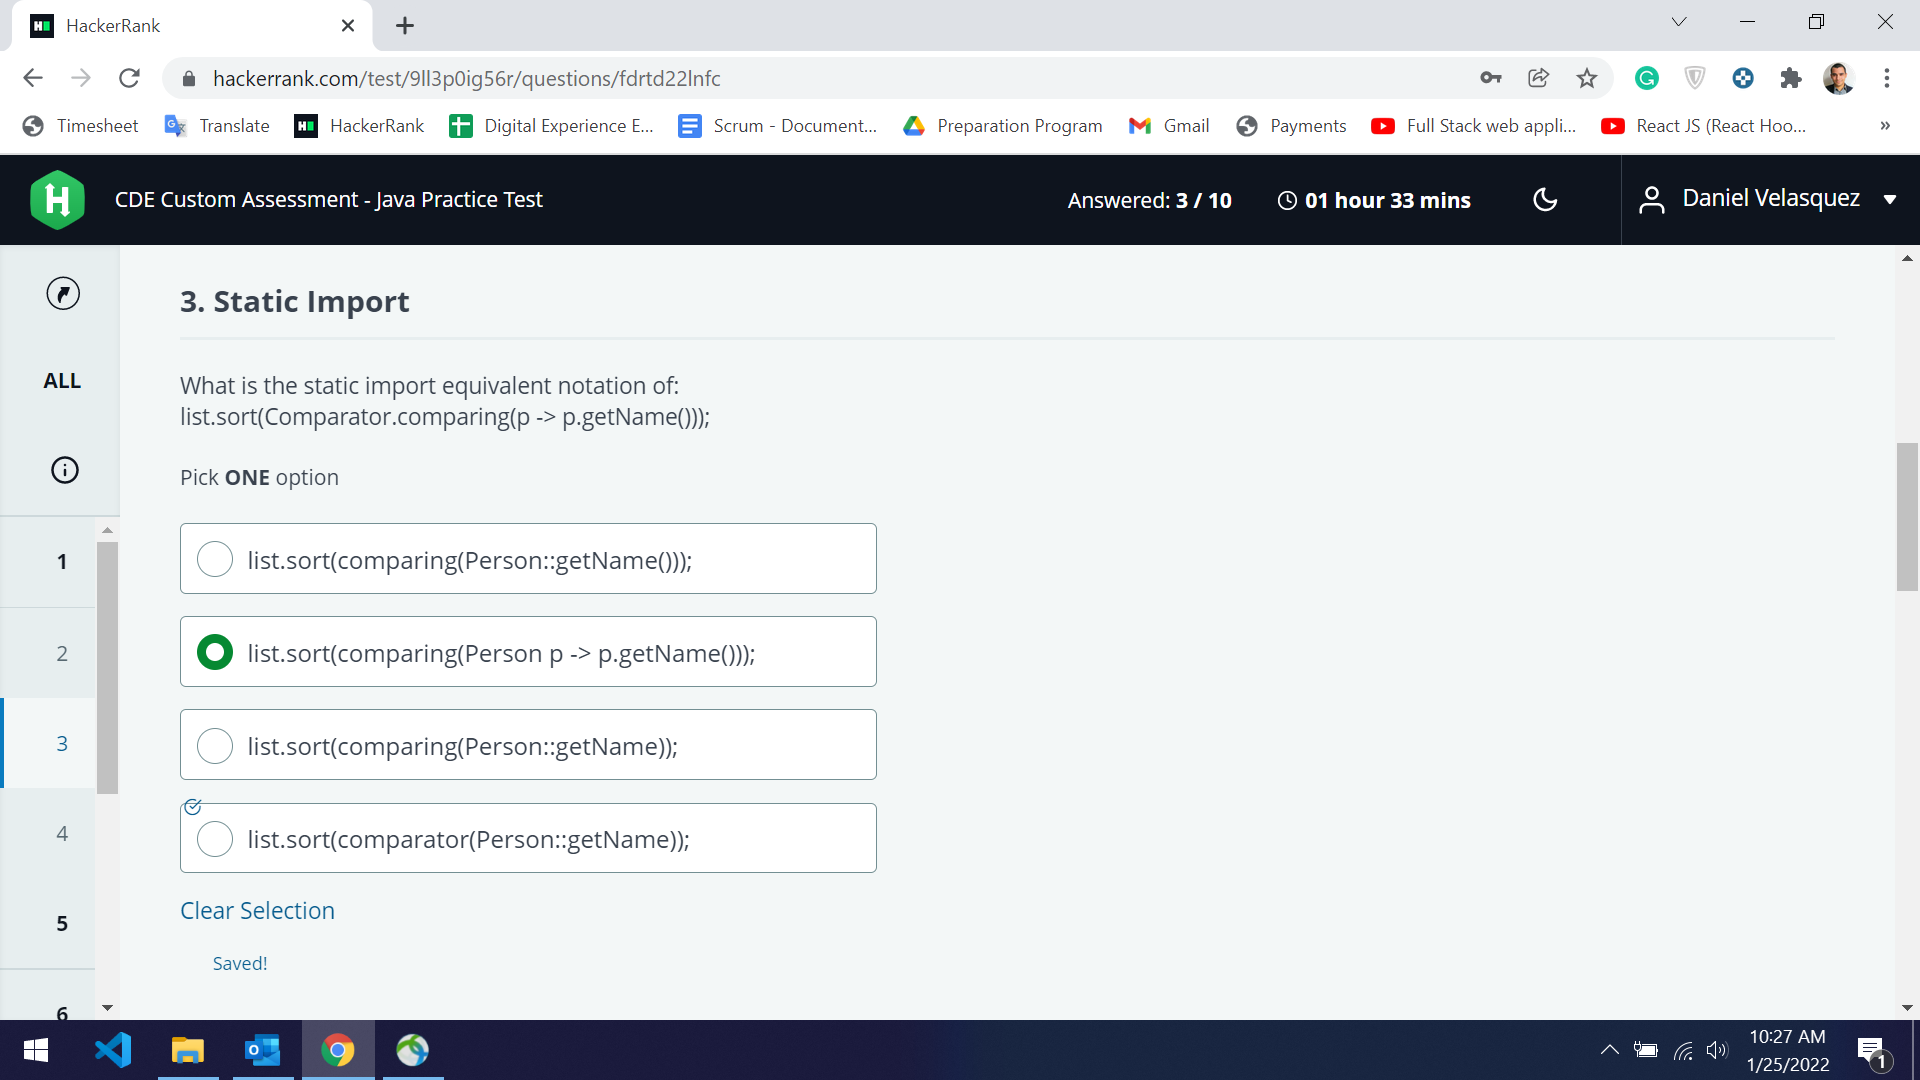 HackerRank
hackerrank.com/test/9ll3p0ig56r/questions/fdrtd22lnfc
Timesheet
Translate
HackerRank
Digital Experience E...
Scrum - Document...
Preparation Program
Gmail
Payments
Full Stack web appli...
React JS (React Hoo...
»
CDE Custom Assessment - Java Practice Test
Answered: 3 / 10
01 hour 33 mins
Daniel Velasquez
3. Static Import
ALL
What is the static import equivalent notation of:
list.sort(Comparator.comparing(p -> p.getName()));
Pick ONE option
list.sort(comparing(Person::getName()));
list.sort(comparing(Person p -> p.getName()));
list.sort(comparing(Person::getName));
list.sort(comparator(Person::getName));
Clear Selection
Saved!
1
2
3
4
5
6
10:27 AM
1/25/2022
1